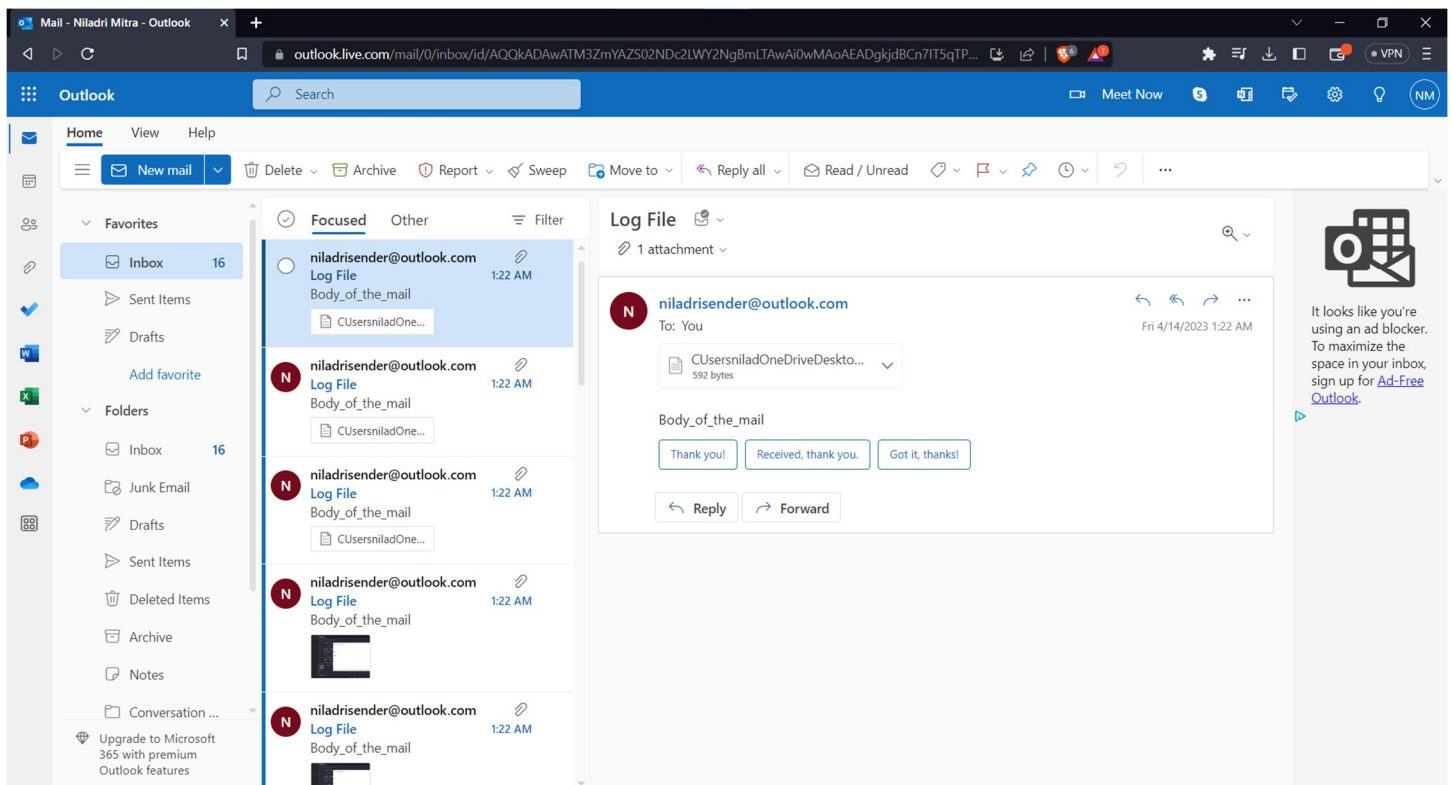 Mail - Niladri Mitra - Outlook
outlook.live.com/mail/0/inbox/id/AQQkADAwATM3ZmYAZS02NDc2LWY2NgBmLTAwAi0wMAoAEADgkjdBCn7IT5qTP...
VPN
Outlook
Search
Meet Now
NM
Home View Help
New mail Delete Archive Report Sweep Move to Reply all Read / Unread
Favorites
Inbox 16
Sent Items
Drafts
Add favorite
Folders
Inbox 16
Junk Email
Drafts
Sent Items
Deleted Items
Archive
Notes
Conversation ...
Upgrade to Microsoft
365 with premium
Outlook features
Focused Other Filter
niladrisender@outlook.com
Log File 1:22 AM
Body_of_the_mail
CUsersniladOne...
N
niladrisender@outlook.com
Log File 1:22 AM
Body_of_the_mail
CUsersniladOne...
N
niladrisender@outlook.com
Log File 1:22 AM
Body_of_the_mail
CUsersniladOne...
N
niladrisender@outlook.com
Log File 1:22 AM
Body_of_the_mail
N
niladrisender@outlook.com
Log File 1:22 AM
Body_of_the_mail
Log File
1 attachment
N
niladrisender@outlook.com
To: You
Fri 4/14/2023 1:22 AM
CUsersniladOneDriveDeskto...
592 bytes
Body_of_the_mail
Thank you! Received, thank you. Got it, thanks!
Reply Forward
It looks like you're
using an ad blocker.
To maximize the
space in your inbox,
sign up for Ad-Free
Outlook.